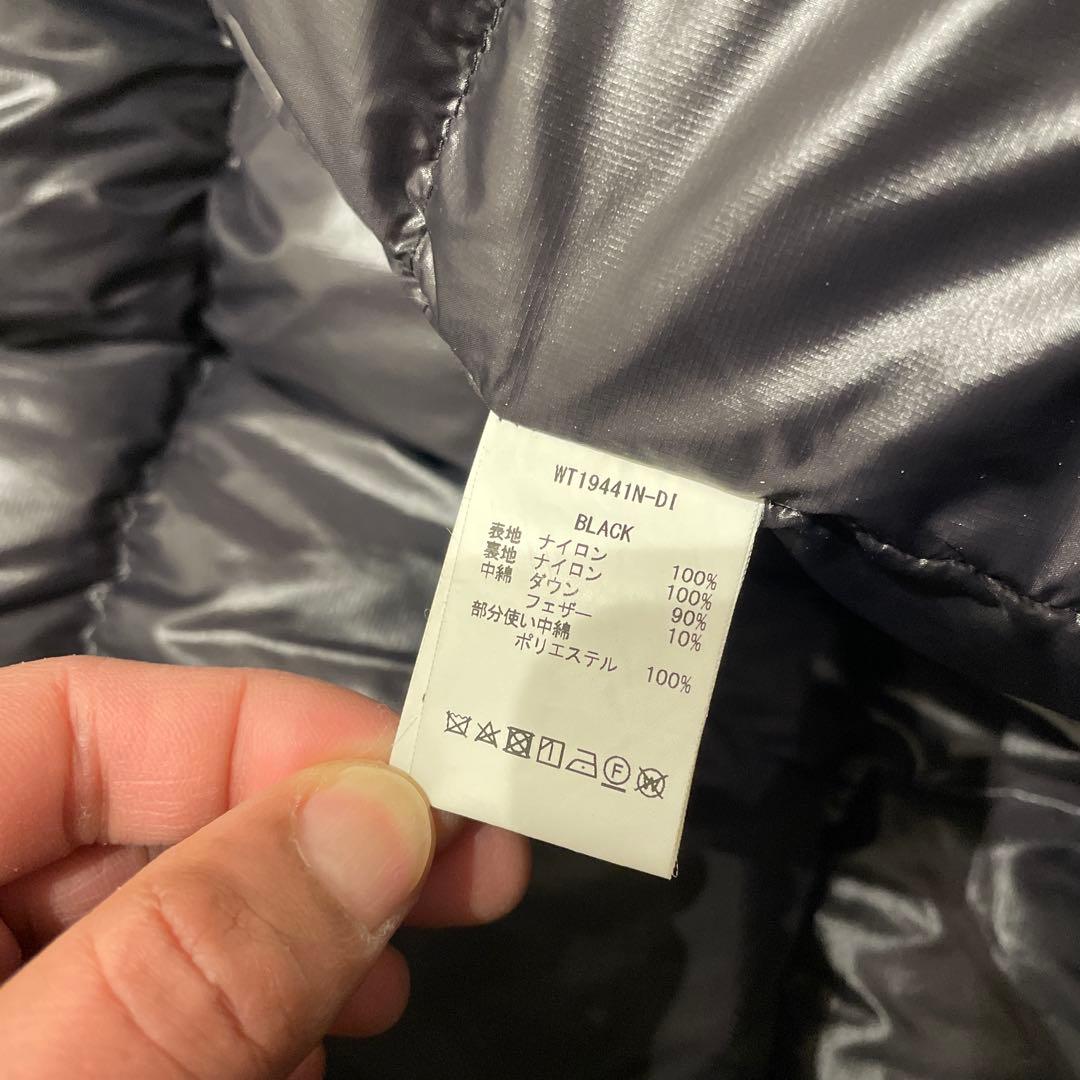 WT19441N-DI
BLACK
表地 ナイロン 100%
裏地 ナイロン 100%
中綿 ダウン 90%
フェザー 10%
部分使い中綿
ポリエステル 100%
F
W